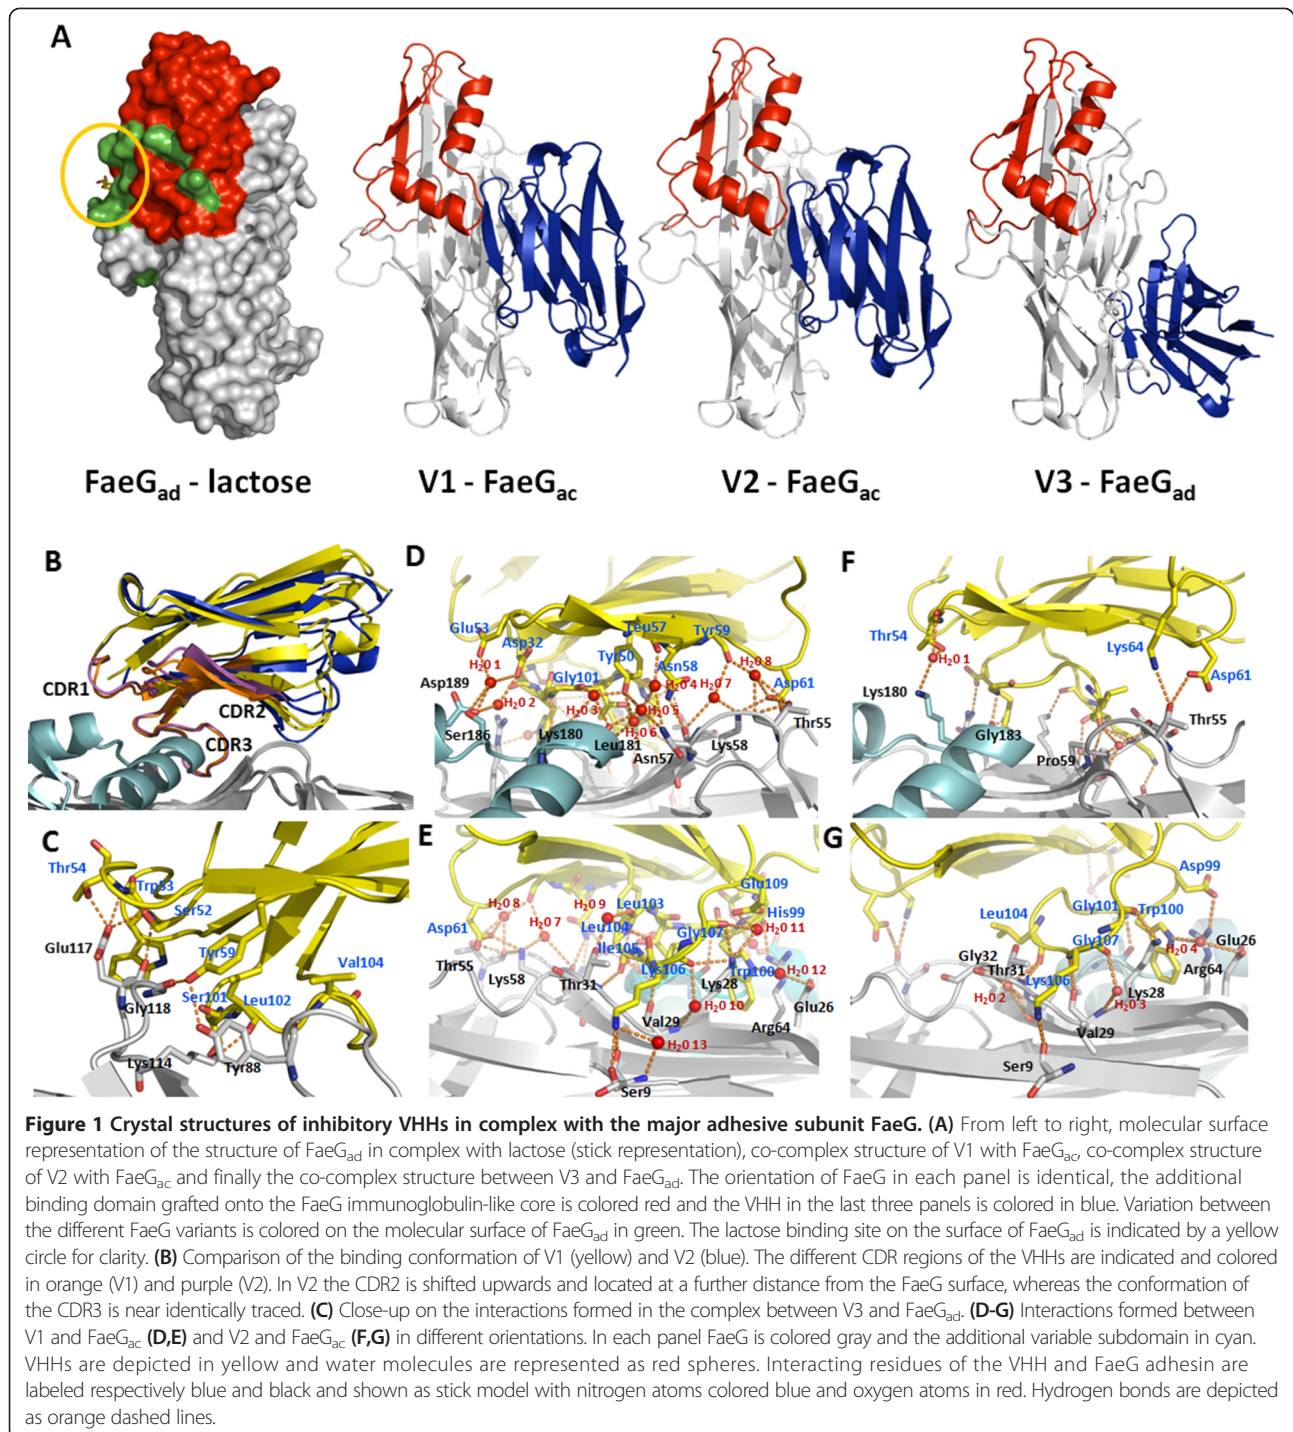 A
FaeGad - lactose
V1 - FaeGac
V2 - FaeGac
V3 - FaeGad
B
CDR1
CDR2
CDR3
D
Glu53
Asp32
Leu57
Tyr59
Tyr50
Asn58
H2O 8
H2O 1
Gly101
H2O 4
H2O 7
Asp61
Asp189
H2O 2
H2O 3
H2O 5
Thr55
Ser186
Lys180
H2O 6
Leu181
Lys58
Asn57
F
Thr54
H2O 1
Lys64
Lys180
Asp61
Gly183
Thr55
Pro59
C
Thr54
Trp53
Ser52
Glu117
Tyr59
Val104
Gly118
Ser101
Leu102
Lys114
Tyr88
E
Glu109
H2O 8
H2O 9
Leu103
His99
Asp61
H2O 7
Leu104
Gly107
H2O 11
Thr55
Ile105
Lys58
Lys106
Trp100
H2O 12
Thr31
Lys28
Glu26
Val29
H2O 10
Arg64
H2O 13
Ser9
G
Asp99
Leu104
Gly101
Trp100
Gly107
Gly32
H2O 4
Glu26
Thr31
Arg64
Lys106
H2O 2
Lys28
H2O 3
Val29
Ser9
Figure 1 Crystal structures of inhibitory VHHs in complex with the major adhesive subunit FaeG. (A) From left to right, molecular surface
representation of the structure of FaeGad in complex with lactose (stick representation), co-complex structure of V1 with FaeGac, co-complex structure
of V2 with FaeGac and finally the co-complex structure between V3 and FaeGad. The orientation of FaeG in each panel is identical, the additional
binding domain grafted onto the FaeG immunoglobulin-like core is colored red and the VHH in the last three panels is colored in blue. Variation between
the different FaeG variants is colored on the molecular surface of FaeGad in green. The lactose binding site on the surface of FaeGad is indicated by a yellow
circle for clarity. (B) Comparison of the binding conformation of V1 (yellow) and V2 (blue). The different CDR regions of the VHHs are indicated and colored
in orange (V1) and purple (V2). In V2 the CDR2 is shifted upwards and located at a further distance from the FaeG surface, whereas the conformation of
the CDR3 is near identically traced. (C) Close-up on the interactions formed in the complex between V3 and FaeGad. (D-G) Interactions formed between
V1 and FaeGac (D,E) and V2 and FaeGac (F,G) in different orientations. In each panel FaeG is colored gray and the additional variable subdomain in cyan.
VHHs are depicted in yellow and water molecules are represented as red spheres. Interacting residues of the VHH and FaeG adhesin are
labeled respectively blue and black and shown as stick model with nitrogen atoms colored blue and oxygen atoms in red. Hydrogen bonds are depicted
as orange dashed lines.